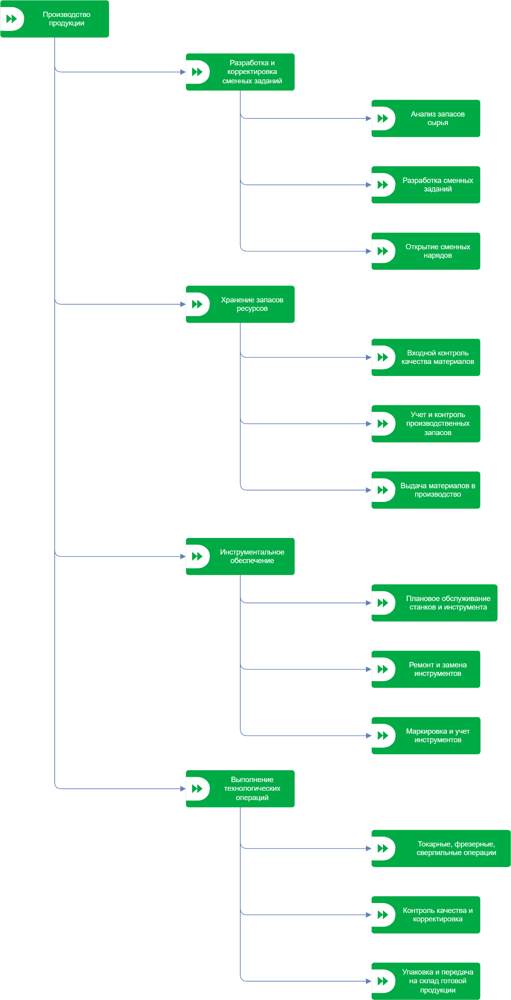 Производство
продукции
Разработка и
корректировка
сменных заданий
Анализ запасов
сырья
Разработка сменных
заданий
Открытие сменных
нарядов
Хранение запасов
ресурсов
Входной контроль
качества материалов
Учет и контроль
производственных
запасов
Выдача материалов в
производство
Инструментальное
обеспечение
Плановое обслуживание
станков и инструмента
Ремонт и замена
инструментов
Маркировка и учет
инструментов
Выполнение
технологических
операций
Токарные, фрезерные,
сверлильные операции
Контроль качества и
корректировка
Упаковка и передача
на склад готовой
продукции